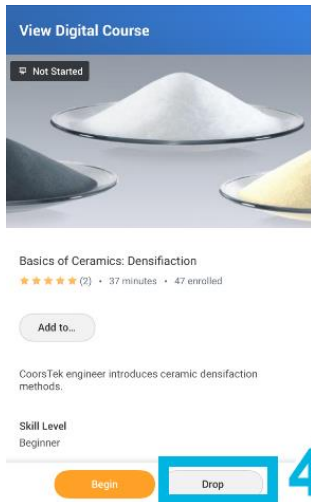 View Digital Course
Not Started
Basics of Ceramics: Densifiaction
(2) • 37 minutes • 47 enrolled
Add to...
CoorsTek engineer introduces ceramic densifaction
methods.
Skill Level
Beginner
Begin
Drop
4